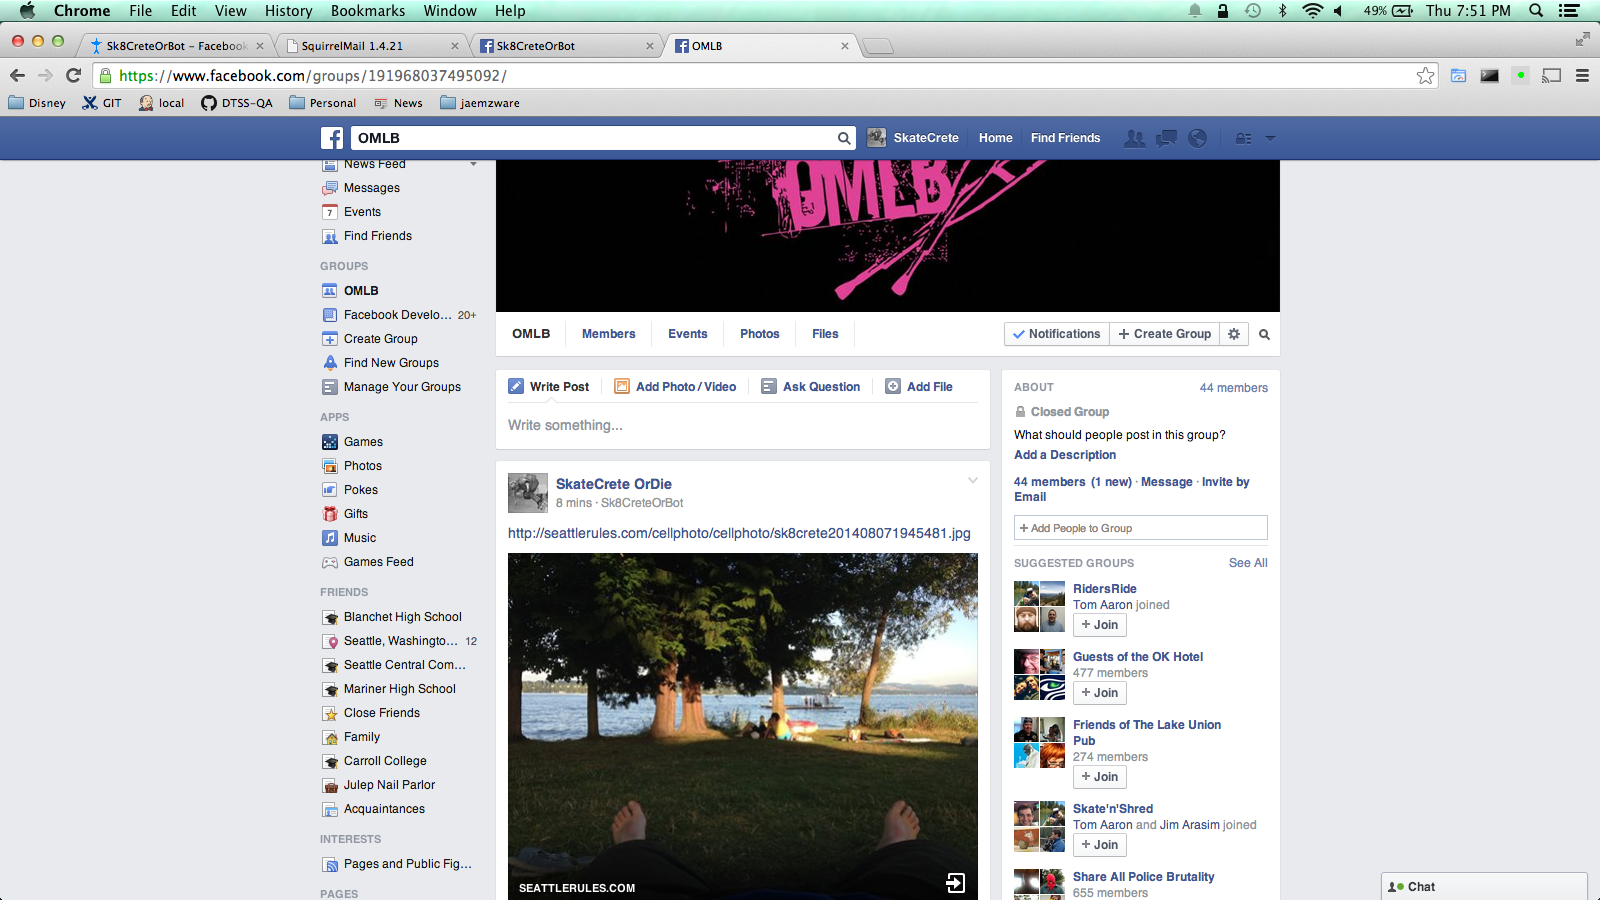 Chrome File Edit View History Bookmarks Window Help 49% Thu 7:51 PM
Sk8CreteOrBot – Facebook SquirrelMail 1.4.21 Sk8CreteOrBot OMLB
https://www.facebook.com/groups/191968037495092/
Disney GIT local DTSS-QA Personal News jaemzware
OMLB SkateCrete Home Find Friends
News Feed
Messages
7 Events
Find Friends
GROUPS
OMLB
Facebook Develo... 20+
Create Group
Find New Groups
Manage Your Groups
APPS
Games
Photos
Pokes
Gifts
Music
Games Feed
FRIENDS
Blanchet High School
Seattle, Washingto... 12
Seattle Central Com...
Mariner High School
Close Friends
Family
Carroll College
Julep Nail Parlor
Acquaintances
INTERESTS
Pages and Public Fig...
PAGES
OMLB
OMLB Members Events Photos Files Notifications + Create Group
Write Post Add Photo / Video Ask Question Add File
Write something...
SkateCrete OrDie
8 mins · Sk8CreteOrBot
http://seattlerules.com/cellphoto/cellphoto/sk8crete201408071945481.jpg
SEATTLERULES.COM
ABOUT 44 members
Closed Group
What should people post in this group?
Add a Description
44 members (1 new) · Message · Invite by
Email
+ Add People to Group
SUGGESTED GROUPS See All
RidersRide
Tom Aaron joined
+ Join
Guests of the OK Hotel
477 members
+ Join
Friends of The Lake Union
Pub
274 members
+ Join
Skate'n'Shred
Tom Aaron and Jim Arasim joined
+ Join
Share All Police Brutality
655 members
Chat